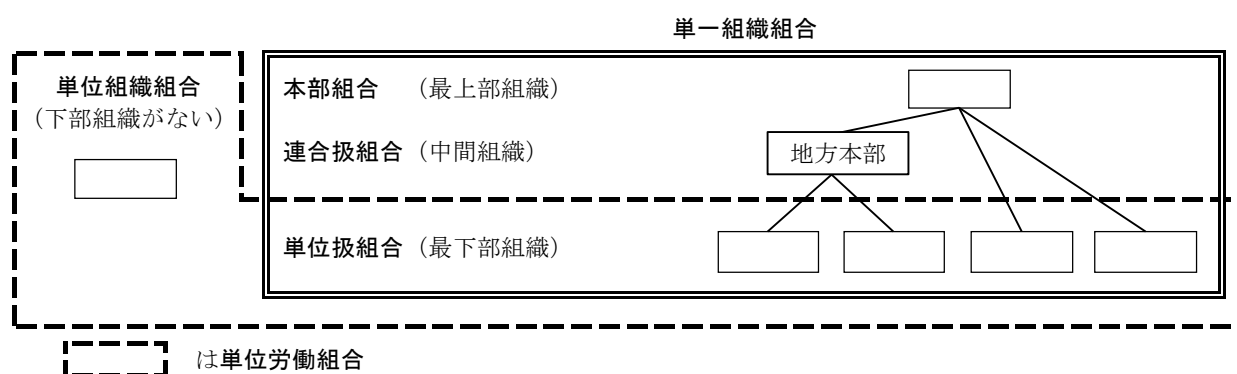 単一組織組合
単位組織組合
（下部組織がない）
本部組合　（最上部組織）
連合扱組合（中間組織）
地方本部
単位扱組合（最下部組織）
は単位労働組合